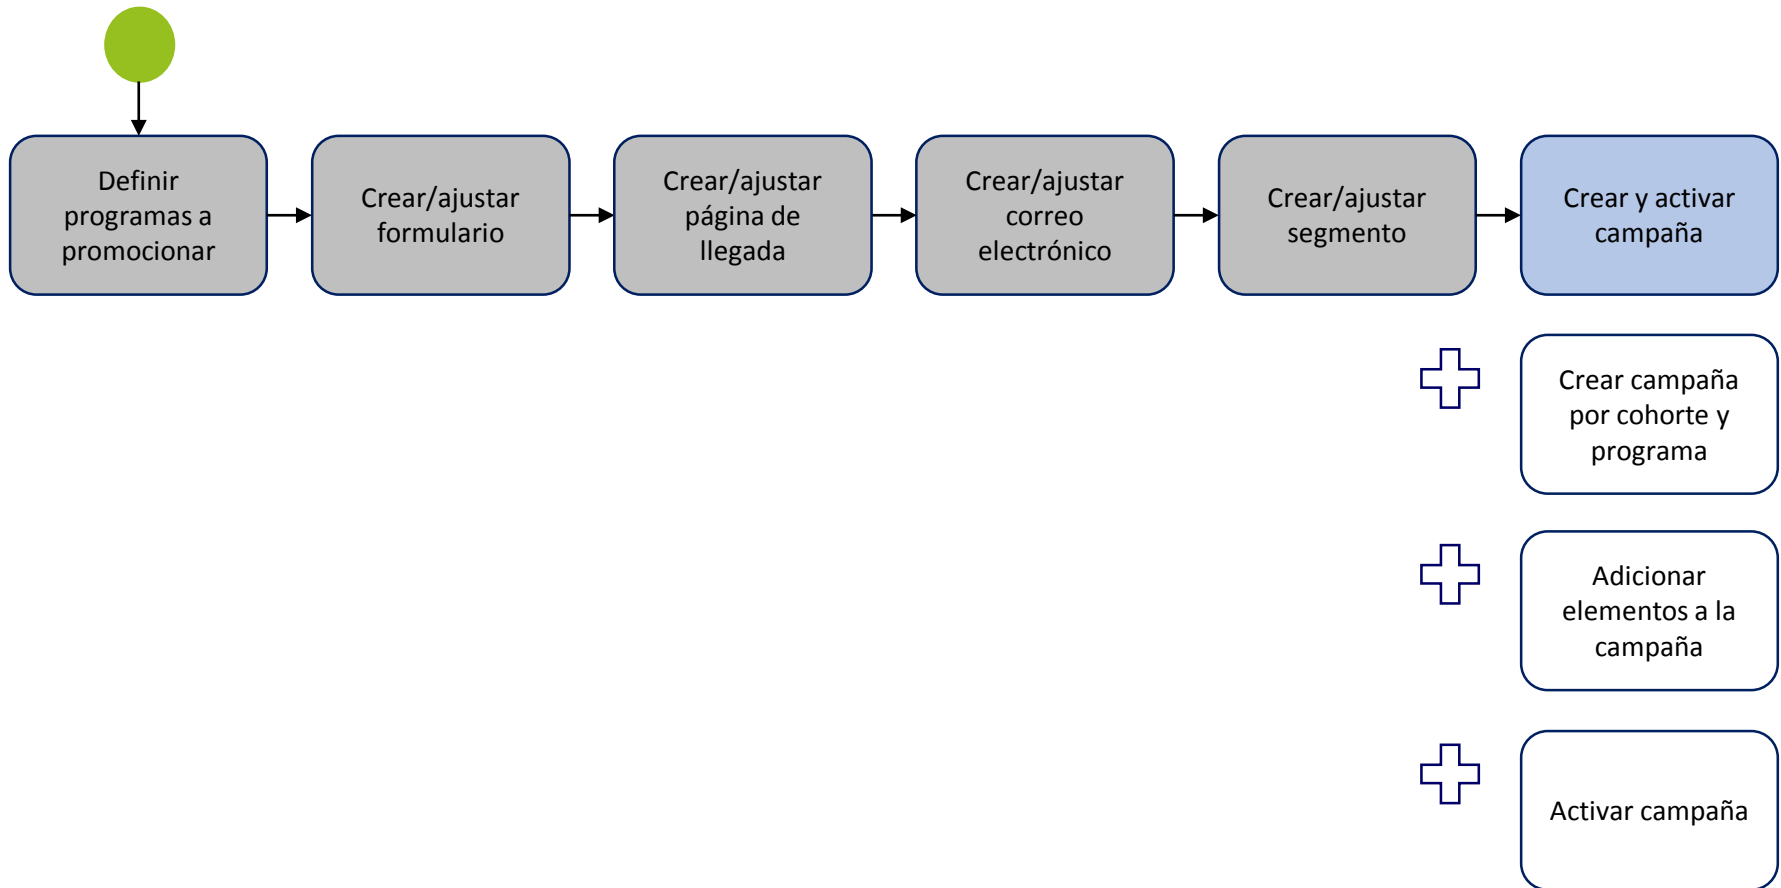 Definir
programas a
promocionar
Crear/ajustar
formulario
Crear/ajustar
página de
llegada
Crear/ajustar
correo
electrónico
Crear/ajustar
segmento
Crear y activar
campaña
Crear campaña
por cohorte y
programa
Adicionar
elementos a la
campaña
Activar campaña